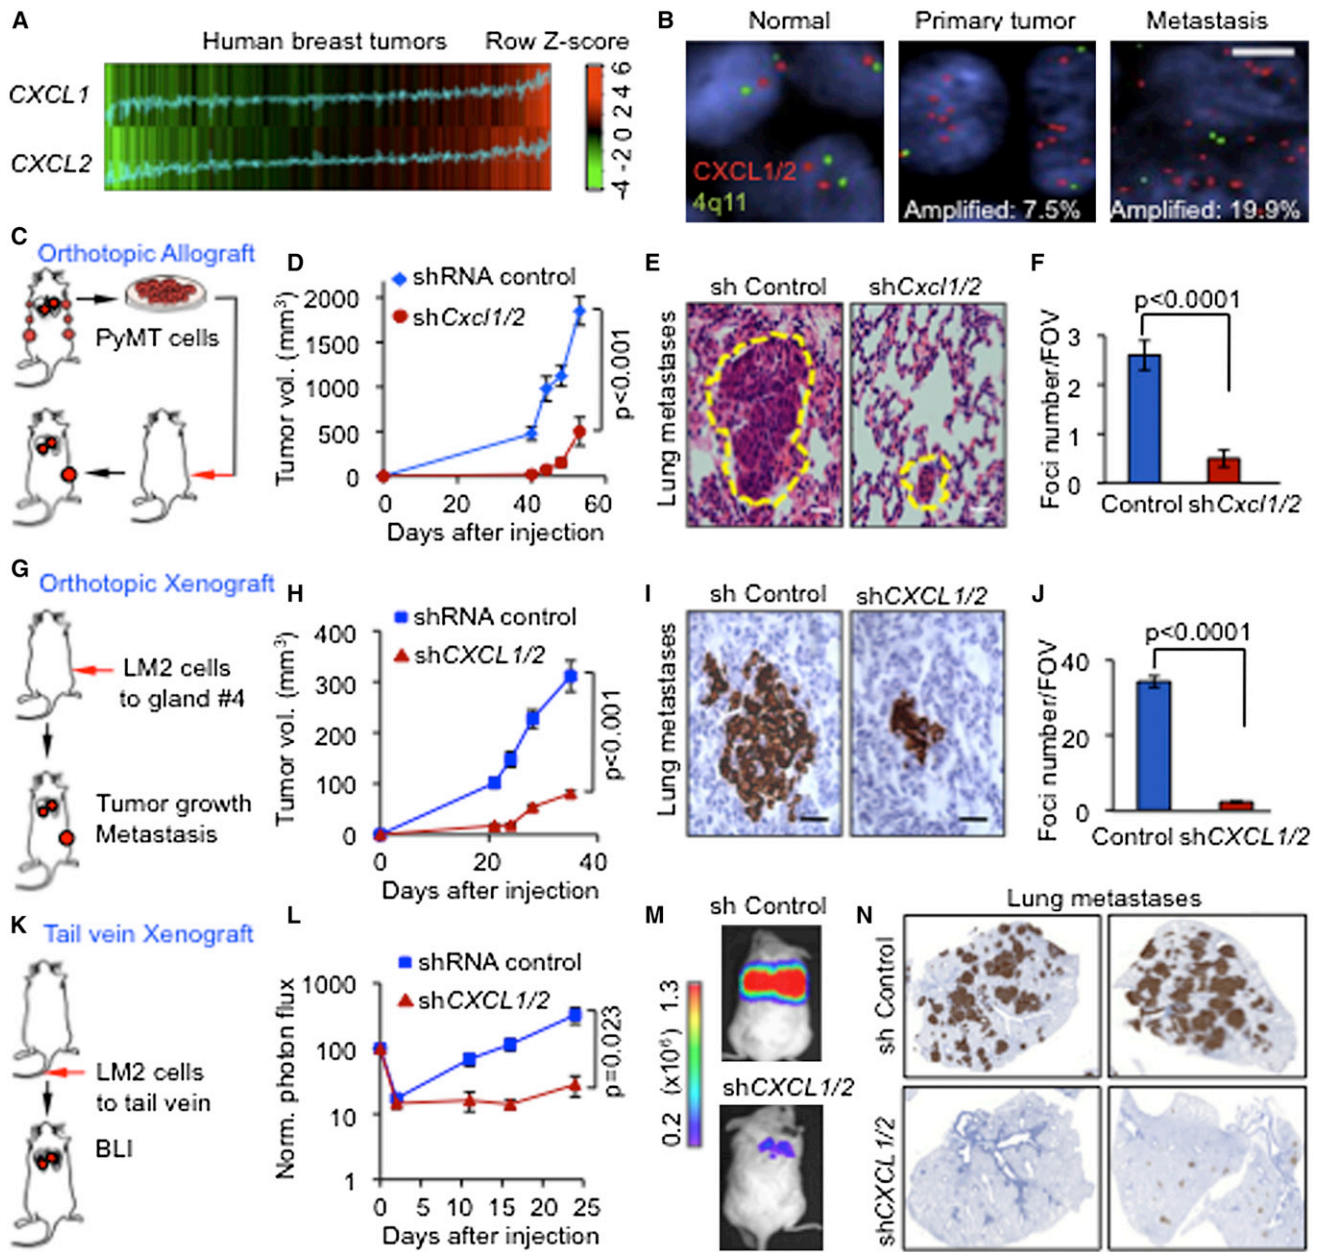 A
Human breast tumors
Row Z-score
CXCL1
CXCL2
6
4
2
0
-2
-4
B
Normal
Primary tumor
Metastasis
CXCL1/2
4q11
Amplified: 7.5%
Amplified: 19.9%
C
Orthotopic Allograft
PyMT cells
D
shRNA control
shCxcl1/2
Tumor vol. (mm3)
2000
1500
1000
500
0
0
20
40
60
Days after injection
p<0.001
E
sh Control
shCxcl1/2
Lung metastases
F
p<0.0001
Foci number/FOV
3
2
1
0
Control shCxcl1/2
G
Orthotopic Xenograft
LM2 cells
to gland #4
Tumor growth
Metastasis
H
shRNA control
shCXCL1/2
Tumor vol. (mm3)
400
300
200
100
0
0
20
40
Days after injection
p<0.001
I
sh Control
shCXCL1/2
Lung metastases
J
p<0.0001
Foci number/FOV
40
20
0
Control shCXCL1/2
K
Tail vein Xenograft
LM2 cells
to tail vein
BLI
L
shRNA control
shCXCL1/2
Norm. photon flux
1000
100
10
1
0
5
10
15
20
25
Days after injection
p=0.023
M
sh Control
shCXCL1/2
0.2 (x10⁶) 1.3
N
Lung metastases
sh Control
shCXCL1/2